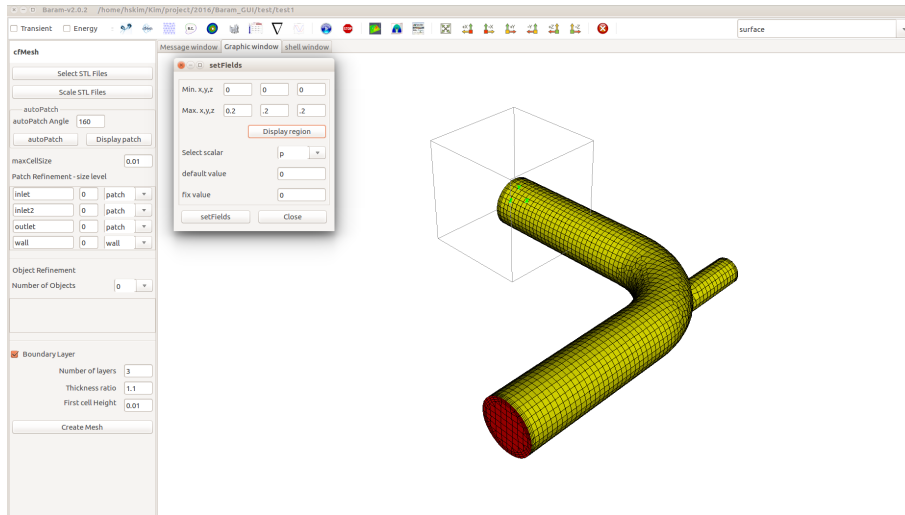 Baram-v2.0.2 /home/hskim/Kim/project/2016/Baram_GUI/test/test1
Transient Energy
surface
cfMesh
Message window Graphic window shell window
Select STL Files
Scale STL Files
autoPatch
autoPatch Angle 160
autoPatch Display patch
maxCellSize 0.01
Patch Refinement - size level
inlet 0 patch
inlet2 0 patch
outlet 0 patch
wall 0 wall
Object Refinement
Number of Objects 0
Boundary Layer
Number of layers 3
Thickness ratio 1.1
First cell Height 0.01
Create Mesh
setFields
Min. x,y,z 0 0 0
Max. x,y,z 0.2 .2 .2
Display region
Select scalar p
default value 0
fix value 0
setFields Close